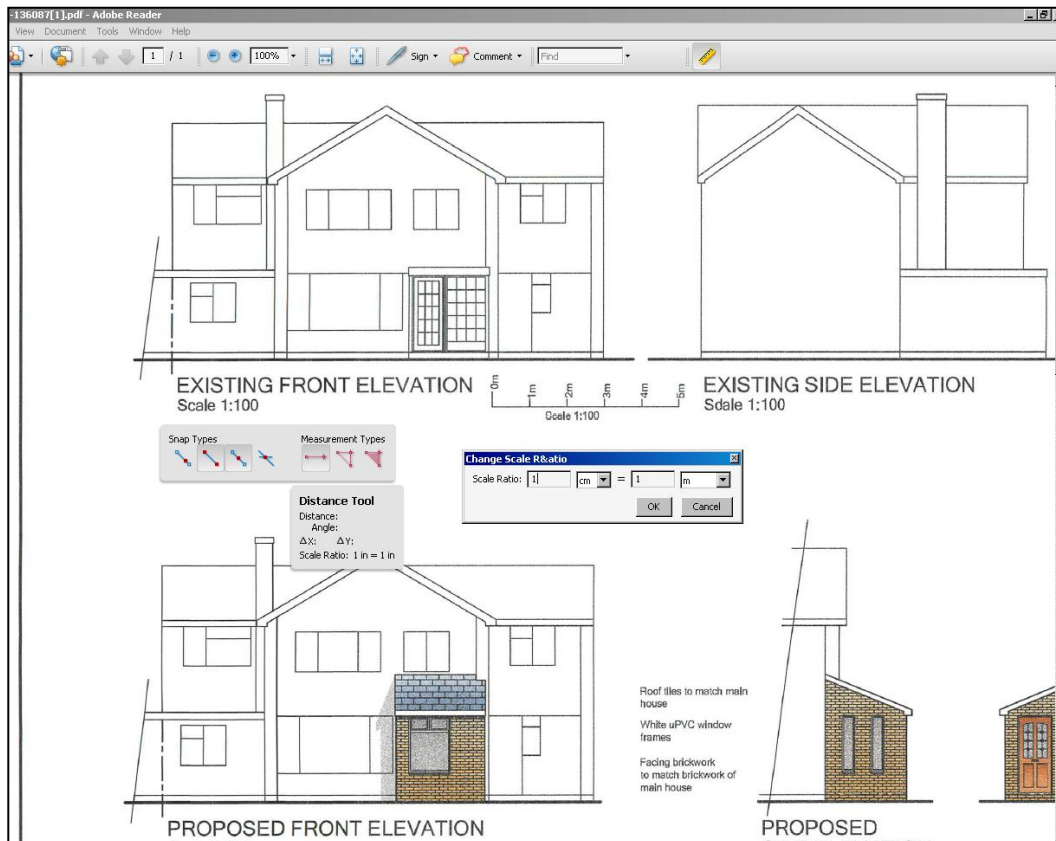 -136087[1].pdf - Adobe Reader
View Document Tools Window Help
1 / 1 100% Sign Comment Find
EXISTING FRONT ELEVATION
Scale 1:100
0m 1m 2m 3m 4m 5m
Scale 1:100
EXISTING SIDE ELEVATION
Sdale 1:100
Snap Types Measurement Types
Change Scale R&atio
Scale Ratio: 1 cm = 1 m
OK Cancel
Distance Tool
Distance:
Angle:
ΔX: ΔY:
Scale Ratio: 1 in = 1 in
Roof tiles to match main
house
White uPVC window
frames
Facing brickwork
to match brickwork of
main house
PROPOSED FRONT ELEVATION
PROPOSED